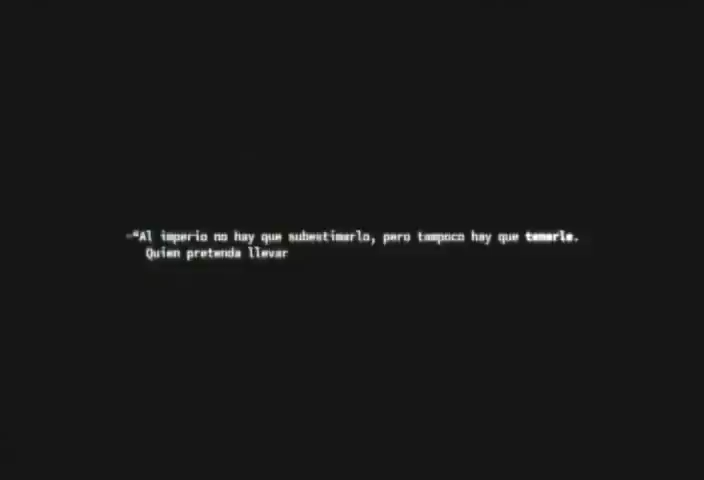 -"Al imperio no hay que subestimarlo, pero tampoco hay que temerle.
Quien pretenda llevar